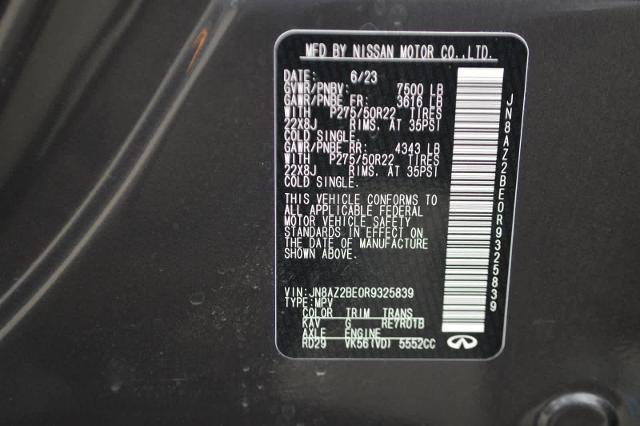 MFD BY NISSAN MOTOR CO.,LTD.
DATE: 6/23
GVWR/PNBV: 7500 LB
GAWR/PNBE FR: 3616 LB
WITH P275/50R22 TIRES
22X8J RIMS, AT 35PSI
COLD SINGLE.
GAWR/PNBE RR: 4343 LB
WITH P275/50R22 TIRES
22X8J RIMS, AT 35PSI
COLD SINGLE.
THIS VEHICLE CONFORMS TO
ALL APPLICABLE FEDERAL
MOTOR VEHICLE SAFETY
STANDARDS IN EFFECT ON
THE DATE OF MANUFACTURE
SHOWN ABOVE.
VIN:JN8AZ2BE0R9325839
TYPE:MPV
COLOR TRIM TRANS
KAV G RE7R01B
AXLE ENGINE
RD29 VK56(VD) 5552CC
JN8AZ2BE0R9325839